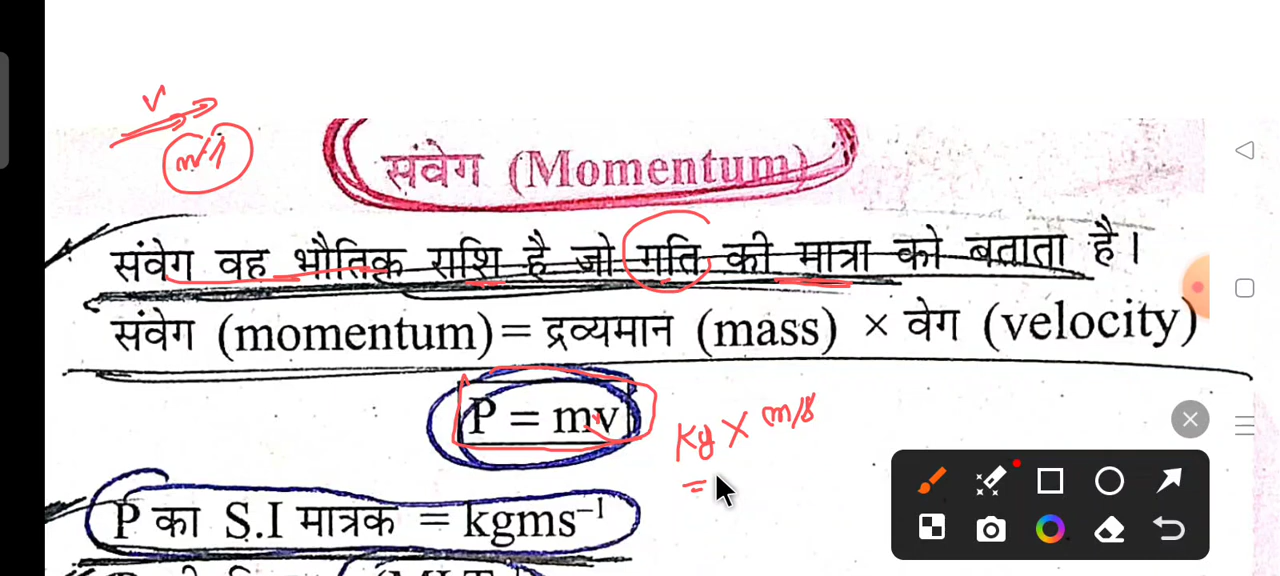 v
m/s
संवेग (Momentum)
संवेग वह भौतिक राशि है जो गति की मात्रा को बताता है।
संवेग (momentum) = द्रव्यमान (mass) × वेग (velocity)
P = mv
Kg × m/s
=
P का S.I मात्रक = kgms⁻¹